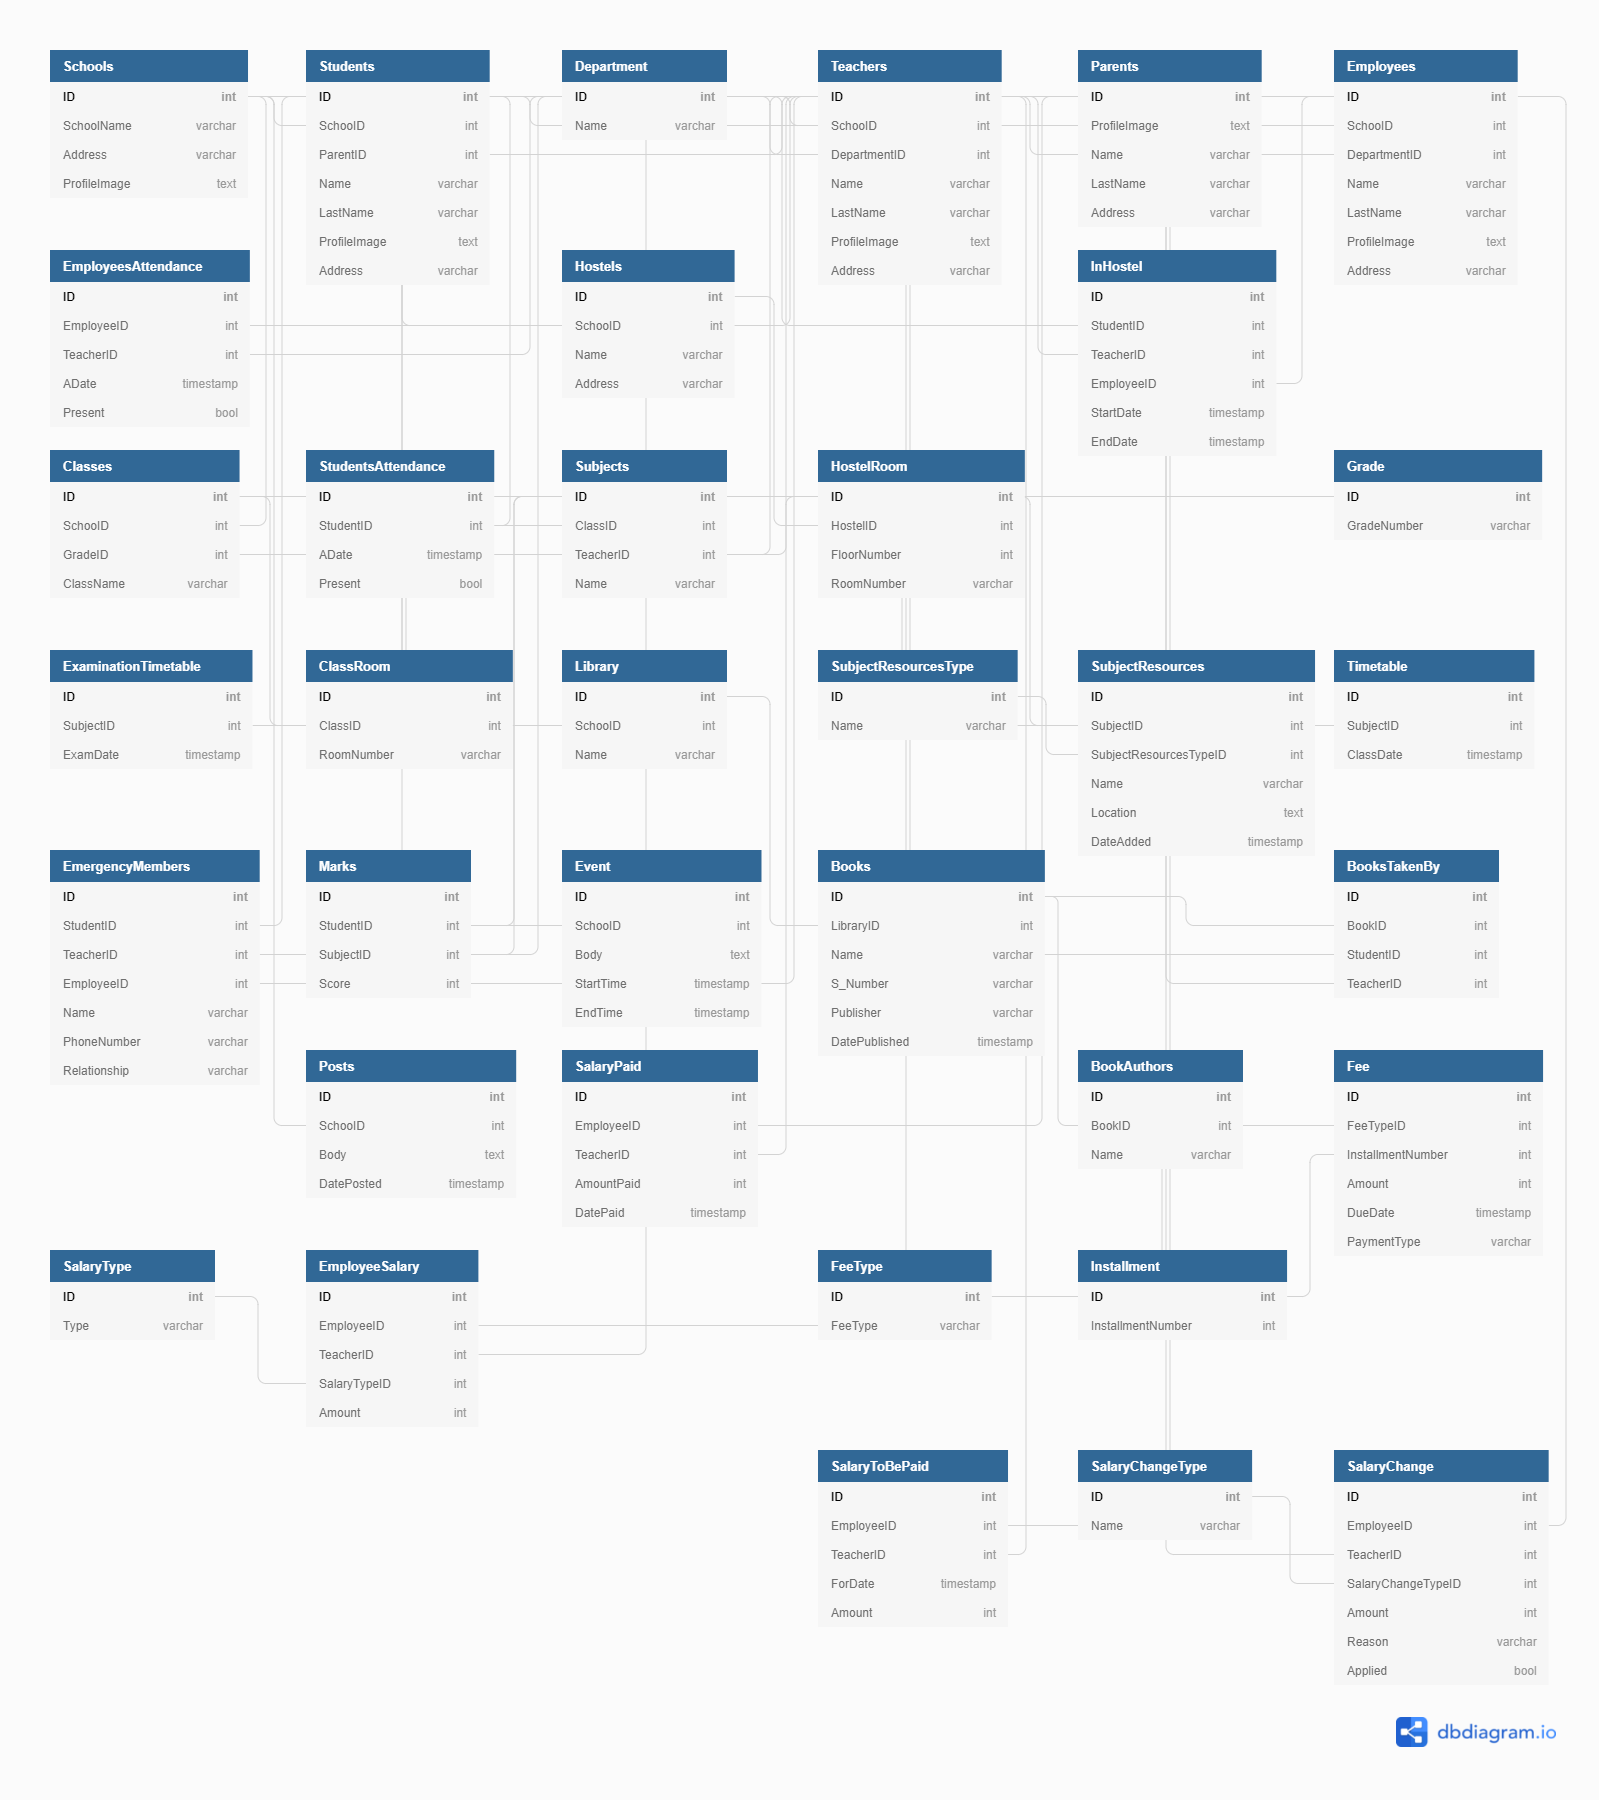 Schools
ID int
SchoolName varchar
Address varchar
ProfileImage text
Students
ID int
SchoolID int
ParentID int
Name varchar
LastName varchar
ProfileImage text
Address varchar
Department
ID int
Name varchar
Teachers
ID int
SchoolID int
DepartmentID int
Name varchar
LastName varchar
ProfileImage text
Address varchar
Parents
ID int
ProfileImage text
Name varchar
LastName varchar
Address varchar
Employees
ID int
SchoolID int
DepartmentID int
Name varchar
LastName varchar
ProfileImage text
Address varchar
EmployeesAttendance
ID int
EmployeeID int
TeacherID int
ADate timestamp
Present bool
Hostels
ID int
SchoolID int
Name varchar
Address varchar
InHostel
ID int
StudentID int
TeacherID int
EmployeeID int
StartDate timestamp
EndDate timestamp
Classes
ID int
SchoolID int
GradeID int
ClassName varchar
StudentsAttendance
ID int
StudentID int
ADate timestamp
Present bool
Subjects
ID int
ClassID int
TeacherID int
Name varchar
HostelRoom
ID int
HostelID int
FloorNumber int
RoomNumber varchar
Grade
ID int
GradeNumber varchar
ExaminationTimetable
ID int
SubjectID int
ExamDate timestamp
ClassRoom
ID int
ClassID int
RoomNumber varchar
Library
ID int
SchoolID int
Name varchar
SubjectResourcesType
ID int
Name varchar
SubjectResources
ID int
SubjectID int
SubjectResourcesTypeID int
Name varchar
Location text
DateAdded timestamp
Timetable
ID int
SubjectID int
ClassDate timestamp
EmergencyMembers
ID int
StudentID int
TeacherID int
EmployeeID int
Name varchar
PhoneNumber varchar
Relationship varchar
Marks
ID int
StudentID int
SubjectID int
Score int
Event
ID int
SchoolID int
Body text
StartTime timestamp
EndTime timestamp
Books
ID int
LibraryID int
Name varchar
S_Number varchar
Publisher varchar
DatePublished timestamp
BooksTakenBy
ID int
BookID int
StudentID int
TeacherID int
Posts
ID int
SchoolID int
Body text
DatePosted timestamp
SalaryPaid
ID int
EmployeeID int
TeacherID int
AmountPaid int
DatePaid timestamp
BookAuthors
ID int
BookID int
Name varchar
Fee
ID int
FeeTypeID int
InstallmentNumber int
Amount int
DueDate timestamp
PaymentType varchar
SalaryType
ID int
Type varchar
EmployeeSalary
ID int
EmployeeID int
TeacherID int
SalaryTypeID int
Amount int
FeeType
ID int
FeeType varchar
Installment
ID int
InstallmentNumber int
SalaryToBePaid
ID int
EmployeeID int
TeacherID int
ForDate timestamp
Amount int
SalaryChangeType
ID int
Name varchar
SalaryChange
ID int
EmployeeID int
TeacherID int
SalaryChangeTypeID int
Amount int
Reason varchar
Applied bool
dbdiagram.io